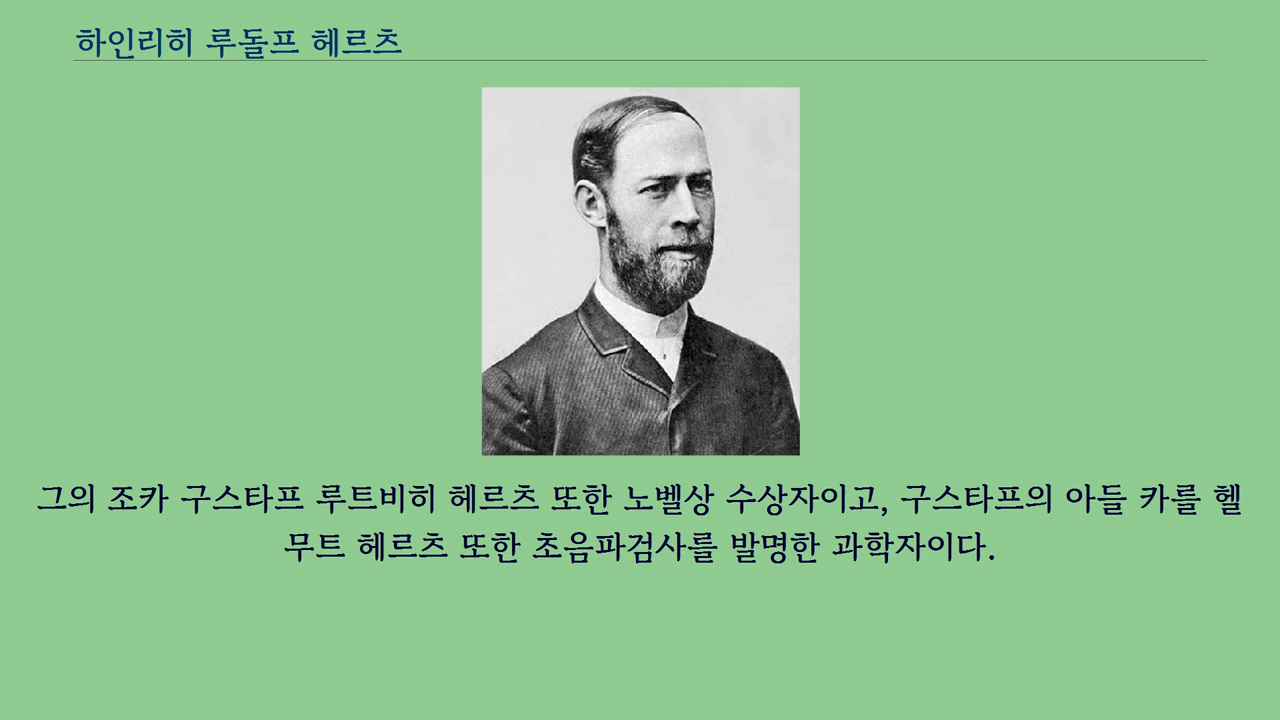 하인리히 루돌프 헤르츠
그의 조카 구스타프 루트비히 헤르츠 또한 노벨상 수상자이고, 구스타프의 아들 카를 헬
무트 헤르츠 또한 초음파검사를 발명한 과학자이다.